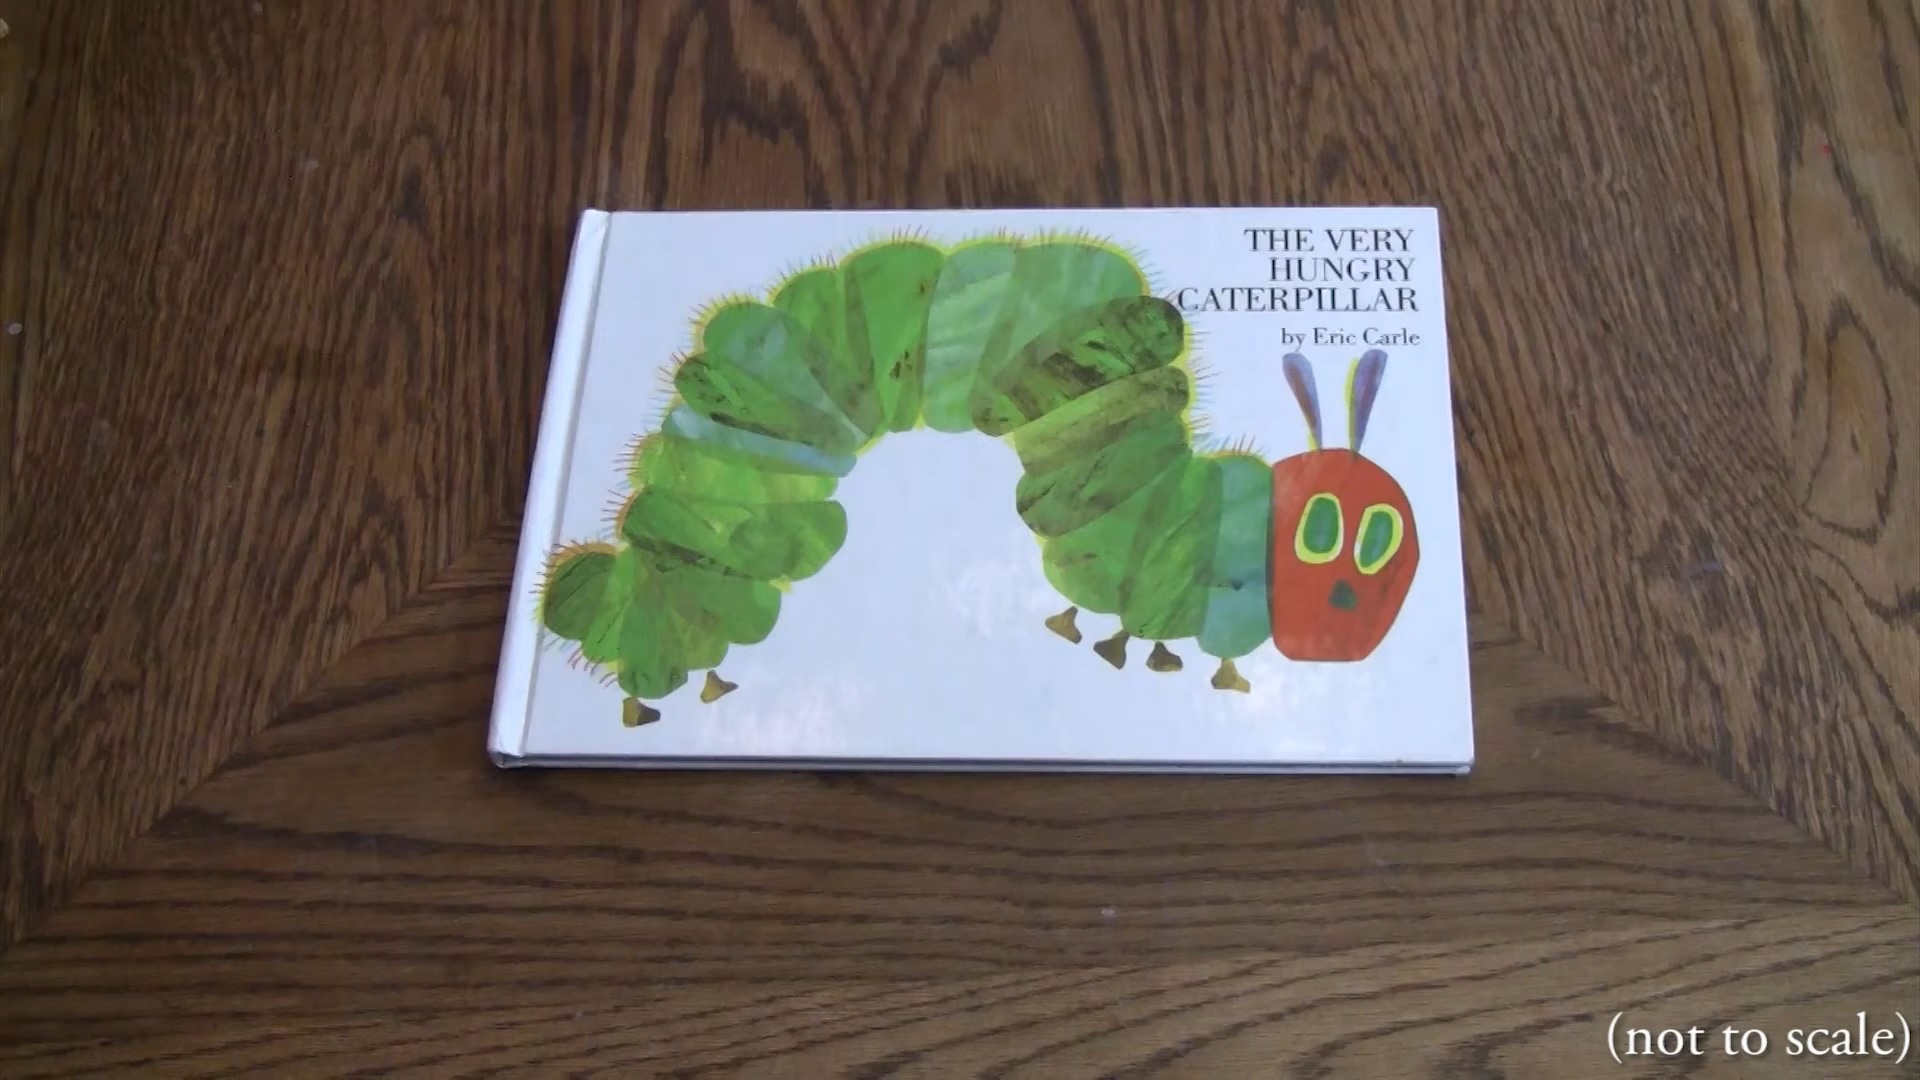 THE VERY
HUNGRY
CATERPILLAR
by Eric Carle
(not to scale)